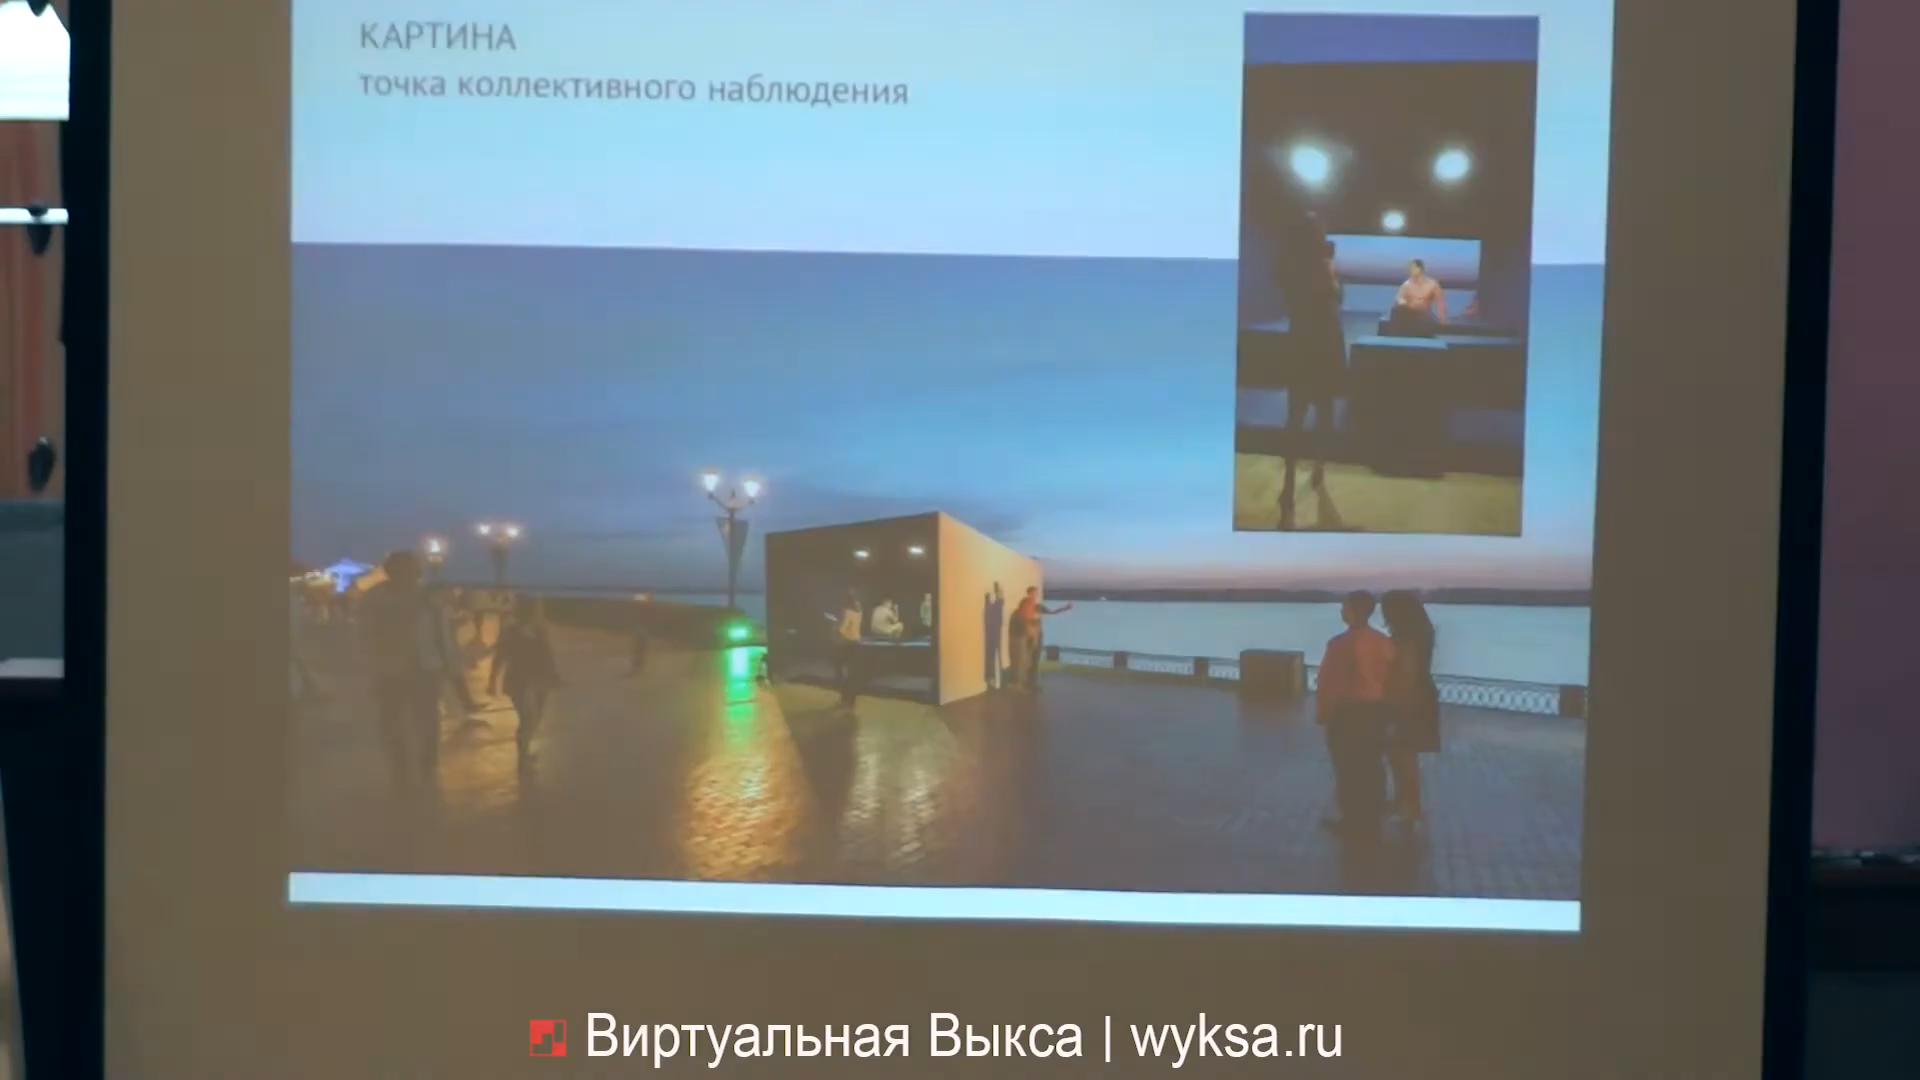 КАРТИНА
точка коллективного наблюдения
Виртуальная Выкса | wyksa.ru